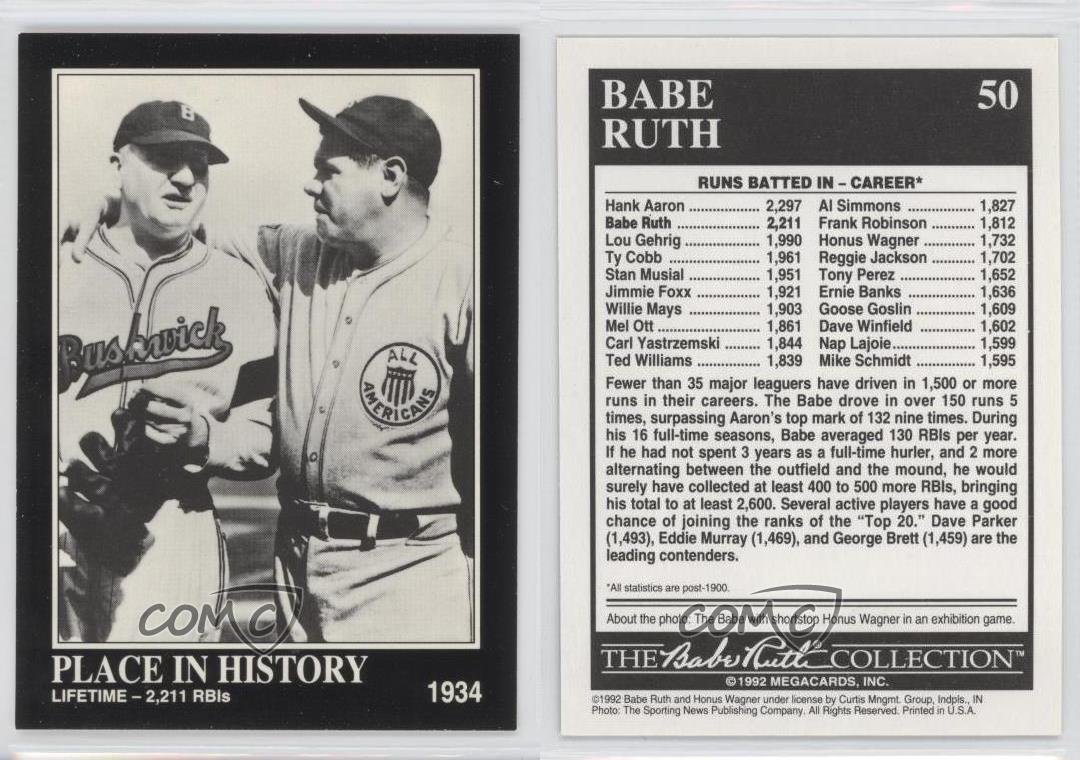 B
Bushwick
ALL
AMERICANS
COMC
PLACE IN HISTORY
LIFETIME – 2,211 RBIs
1934
BABE
RUTH
50
RUNS BATTED IN – CAREER*
Hank Aaron ................ 2,297 Al Simmons ............... 1,827
Babe Ruth ................... 2,211 Frank Robinson .......... 1,812
Lou Gehrig .................. 1,990 Honus Wagner ........... 1,732
Ty Cobb ...................... 1,961 Reggie Jackson .......... 1,702
Stan Musial ................. 1,951 Tony Perez ................. 1,652
Jimmie Foxx ............... 1,921 Ernie Banks ................ 1,636
Willie Mays ................. 1,903 Goose Goslin .............. 1,609
Mel Ott ........................ 1,861 Dave Winfield ............. 1,602
Carl Yastrzemski ......... 1,844 Nap Lajoie................... 1,599
Ted Williams ............... 1,839 Mike Schmidt .............. 1,595
Fewer than 35 major leaguers have driven in 1,500 or more
runs in their careers. The Babe drove in over 150 runs 5
times, surpassing Aaron's top mark of 132 nine times. During
his 16 full-time seasons, Babe averaged 130 RBIs per year.
If he had not spent 3 years as a full-time hurler, and 2 more
alternating between the outfield and the mound, he would
surely have collected at least 400 to 500 more RBIs, bringing
his total to at least 2,600. Several active players have a good
chance of joining the ranks of the “Top 20.” Dave Parker
(1,493), Eddie Murray (1,469), and George Brett (1,459) are the
leading contenders.
*All statistics are post-1900.
About the photo: The Babe with shortstop Honus Wagner in an exhibition game.
COMC
THE Babe Ruth® COLLECTION™
©1992 MEGACARDS, INC.
©1992 Babe Ruth and Honus Wagner under license by Curtis Mngmt. Group, Indpls., IN
Photo: The Sporting News Publishing Company. All Rights Reserved. Printed in U.S.A.